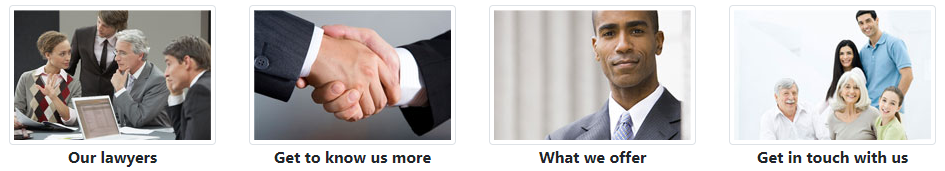 Our lawyers
Get to know us more
What we offer
Get in touch with us